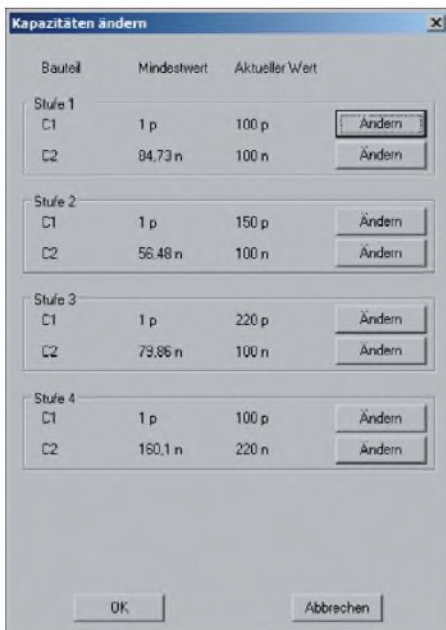 Kapazitäten ändern
Bauteil Mindestwert Aktueller Wert
Stufe 1
C1 1 p 100 p Ändern
C2 84,73 n 100 n Ändern
Stufe 2
C1 1 p 150 p Ändern
C2 56,48 n 100 n Ändern
Stufe 3
C1 1 p 220 p Ändern
C2 79,86 n 100 n Ändern
Stufe 4
C1 1 p 100 p Ändern
C2 160,1 n 220 n Ändern
OK Abbrechen